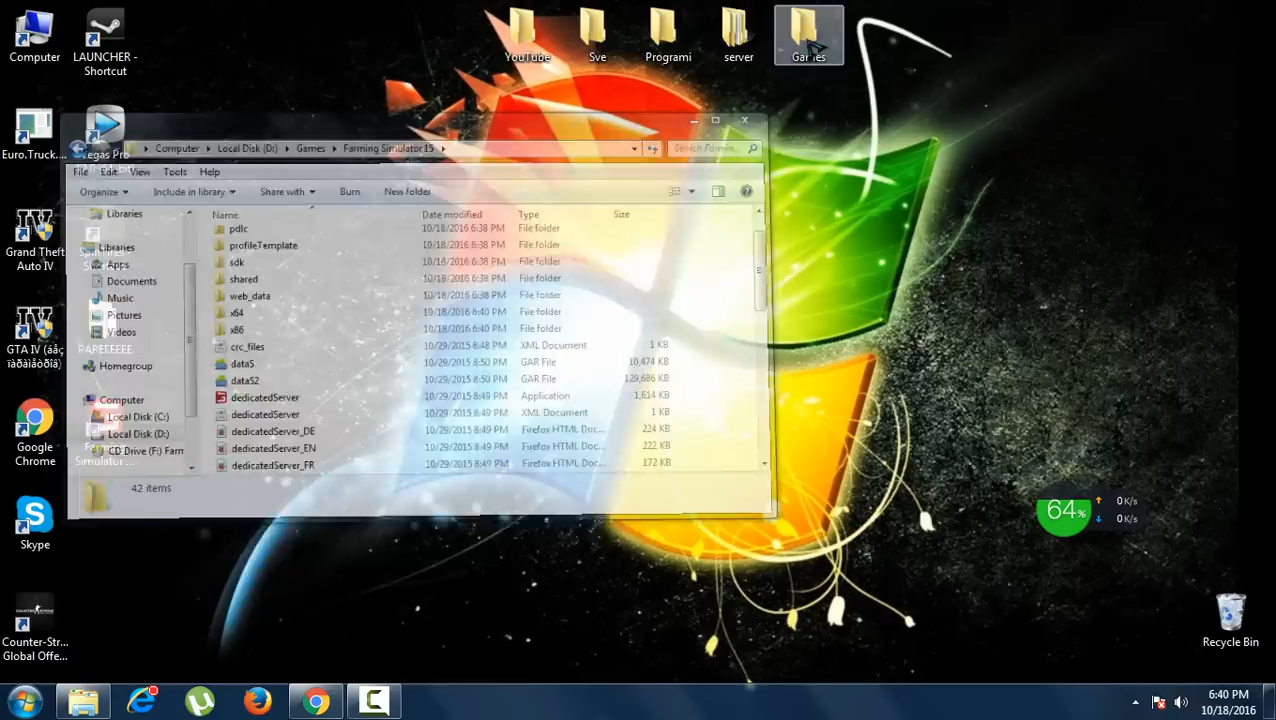 Computer
LAUNCHER -
Shortcut
YouTube
Sve
Programi
server
Games
Euro.Truck....
Computer
Local Disk (D:)
Games
Farming Simulator 15
Search Farmin...
File
Edit
View
Tools
Help
Organize
Include in library
Share with
Burn
New folder
Name
Date modified
Type
Size
Libraries
Libraries
Apps
Documents
Music
Pictures
Videos
Homegroup
Computer
Local Disk (C:)
Local Disk (D:)
CD Drive (F:) Farm
pdlc 10/18/2016 6:38 PM File folder
profileTemplate 10/18/2016 6:38 PM File folder
sdk 10/18/2016 6:38 PM File folder
shared 10/18/2016 6:38 PM File folder
web_data 10/18/2016 6:38 PM File folder
x64 10/18/2016 6:40 PM File folder
x86 10/18/2016 6:40 PM File folder
crc_files 10/29/2015 8:48 PM XML Document 1 KB
dataS 10/29/2015 8:50 PM GAR File 10,474 KB
dataS2 10/29/2015 8:50 PM GAR File 129,686 KB
dedicatedServer 10/29/2015 8:49 PM Application 1,614 KB
dedicatedServer 10/29/2015 8:49 PM XML Document 1 KB
dedicatedServer_DE 10/29/2015 8:49 PM Firefox HTML Doc... 224 KB
dedicatedServer_EN 10/29/2015 8:49 PM Firefox HTML Doc... 222 KB
dedicatedServer_FR 10/29/2015 8:49 PM Firefox HTML Doc... 172 KB
42 items
Grand Theft
Auto IV
GTA IV (áåç
ïàðàìåòðîâ)
Google
Chrome
Simulator ...
Skype
Counter-Str...
Global Offe...
64%
0 K/s
0 K/s
Recycle Bin
6:40 PM
10/18/2016